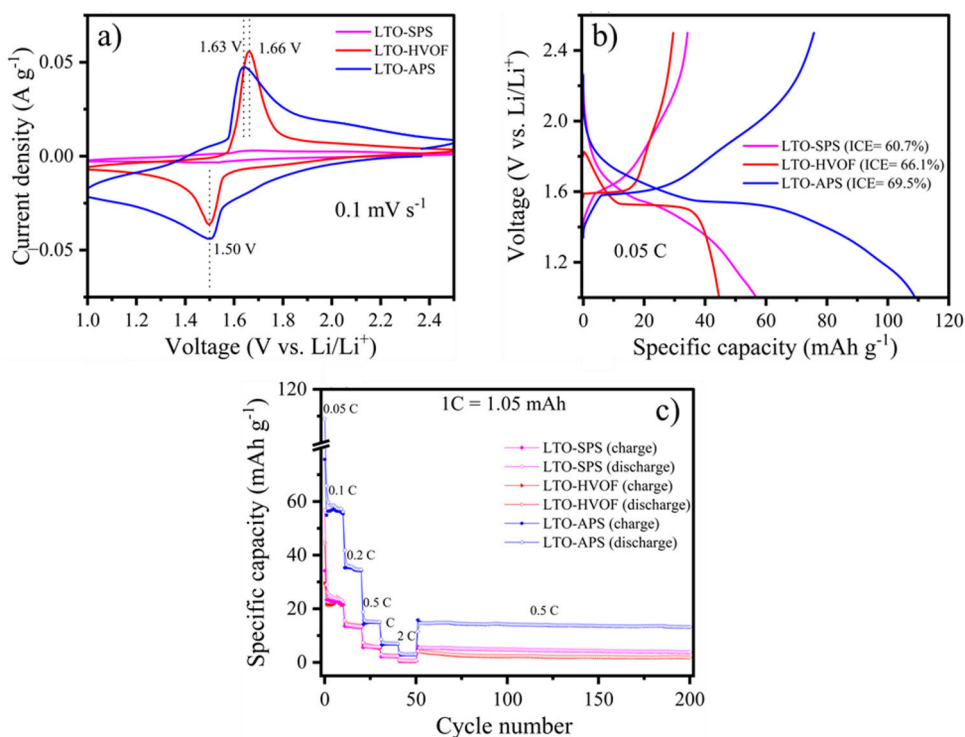 a)
1.63 V
1.66 V
LTO-SPS
LTO-HVOF
LTO-APS
0.05
0.00
−0.05
Current density (A g⁻¹)
0.1 mV s⁻¹
1.50 V
1.0 1.2 1.4 1.6 1.8 2.0 2.2 2.4
Voltage (V vs. Li/Li⁺)
b)
2.4
2.0
1.6
1.2
Voltage (V vs. Li/Li⁺)
LTO-SPS (ICE= 60.7%)
LTO-HVOF (ICE= 66.1%)
LTO-APS (ICE= 69.5%)
0.05 C
0 20 40 60 80 100 120
Specific capacity (mAh g⁻¹)
c)
1C = 1.05 mAh
120
60
40
20
0
Specific capacity (mAh g⁻¹)
0.05 C
0.1 C
0.2 C
0.5 C
C
2 C
0.5 C
LTO-SPS (charge)
LTO-SPS (discharge)
LTO-HVOF (charge)
LTO-HVOF (discharge)
LTO-APS (charge)
LTO-APS (discharge)
0 50 100 150 200
Cycle number